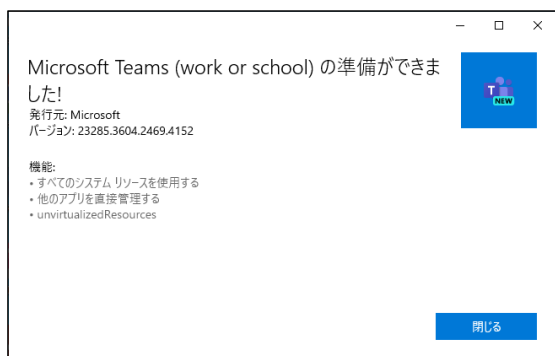 Microsoft Teams (work or school) の準備ができま
した!
発行元: Microsoft
バージョン: 23285.3604.2469.4152
T
NEW
機能:
• すべてのシステム リソースを使用する
• 他のアプリを直接管理する
• unvirtualizedResources
閉じる